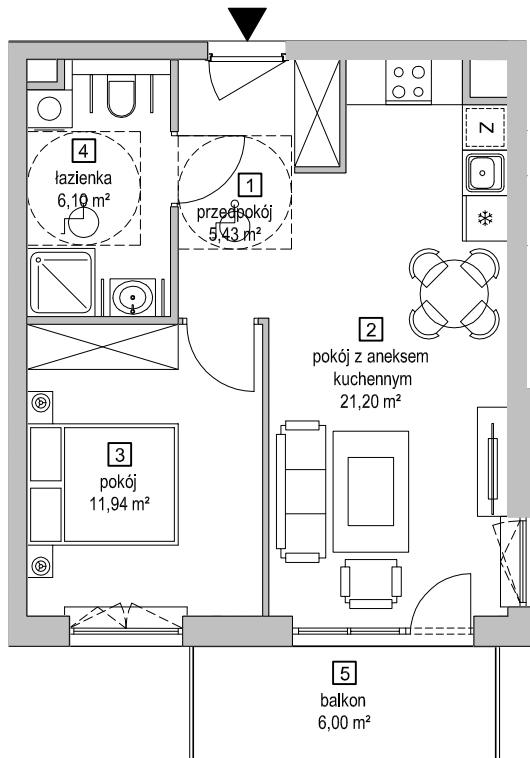 4
łazienka
6,10 m²
1
przedpokój
5,43 m²
Z
2
pokój z aneksem
kuchennym
21,20 m²
3
pokój
11,94 m²
5
balkon
6,00 m²